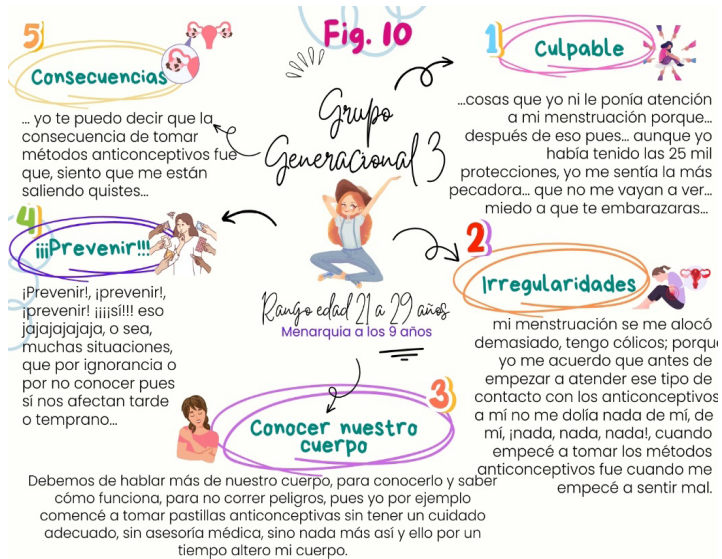 Fig. 10
Grupo
Generacional 3
Rango edad 21 a 29 años
Menarquia a los 9 años
1
Culpable
...cosas que yo ni le ponía atención
a mi menstruación porque...
después de eso pues... aunque yo
había tenido las 25 mil
protecciones, yo me sentía la más
pecadora... que no me vayan a ver...
miedo a que te embarazaras...
2
Irregularidades
mi menstruación se me alocó
demasiado, tengo cólicos; porqu
yo me acuerdo que antes de
empezar a atender ese tipo de
contacto con los anticonceptivos
a mí no me dolía nada de mí, de
mí, ¡nada, nada, nada!, cuando
empecé a tomar los métodos
anticonceptivos fue cuando me
empecé a sentir mal.
3
Conocer nuestro
cuerpo
Debemos de hablar más de nuestro cuerpo, para conocerlo y saber
cómo funciona, para no correr peligros, pues yo por ejemplo
comencé a tomar pastillas anticonceptivas sin tener un cuidado
adecuado, sin asesoría médica, sino nada más así y ello por un
tiempo altero mi cuerpo.
4
¡¡¡Prevenir!!!
¡Prevenir!, ¡prevenir!,
¡prevenir! ¡¡¡¡sí!!! eso
jajajajajaja, o sea,
muchas situaciones,
que por ignorancia o
por no conocer pues
sí nos afectan tarde
o temprano...
5
Consecuencias
... yo te puedo decir que la
consecuencia de tomar
métodos anticonceptivos fue
que, siento que me están
saliendo quistes...